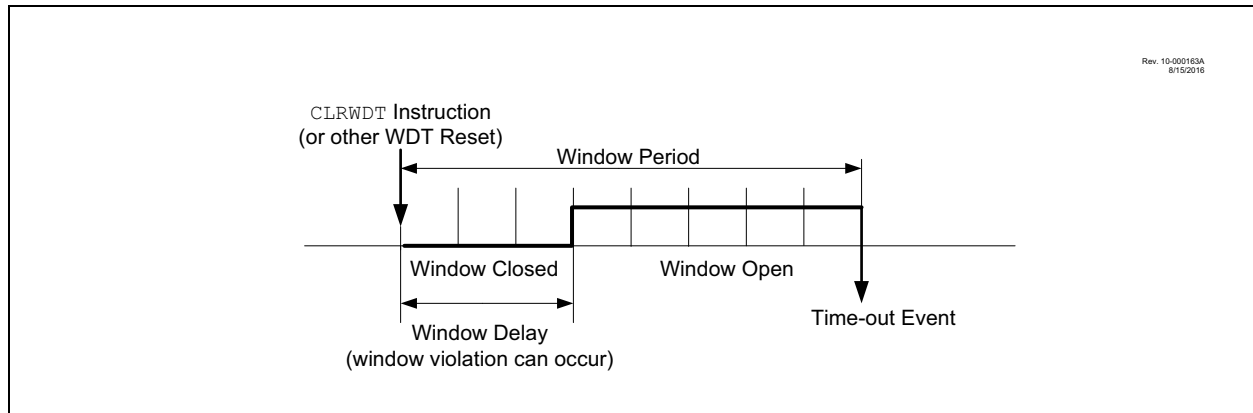 Rev. 10-000163A
8/15/2016
CLRWDT Instruction
(or other WDT Reset)
Window Period
Window Closed
Window Open
Window Delay
(window violation can occur)
Time-out Event